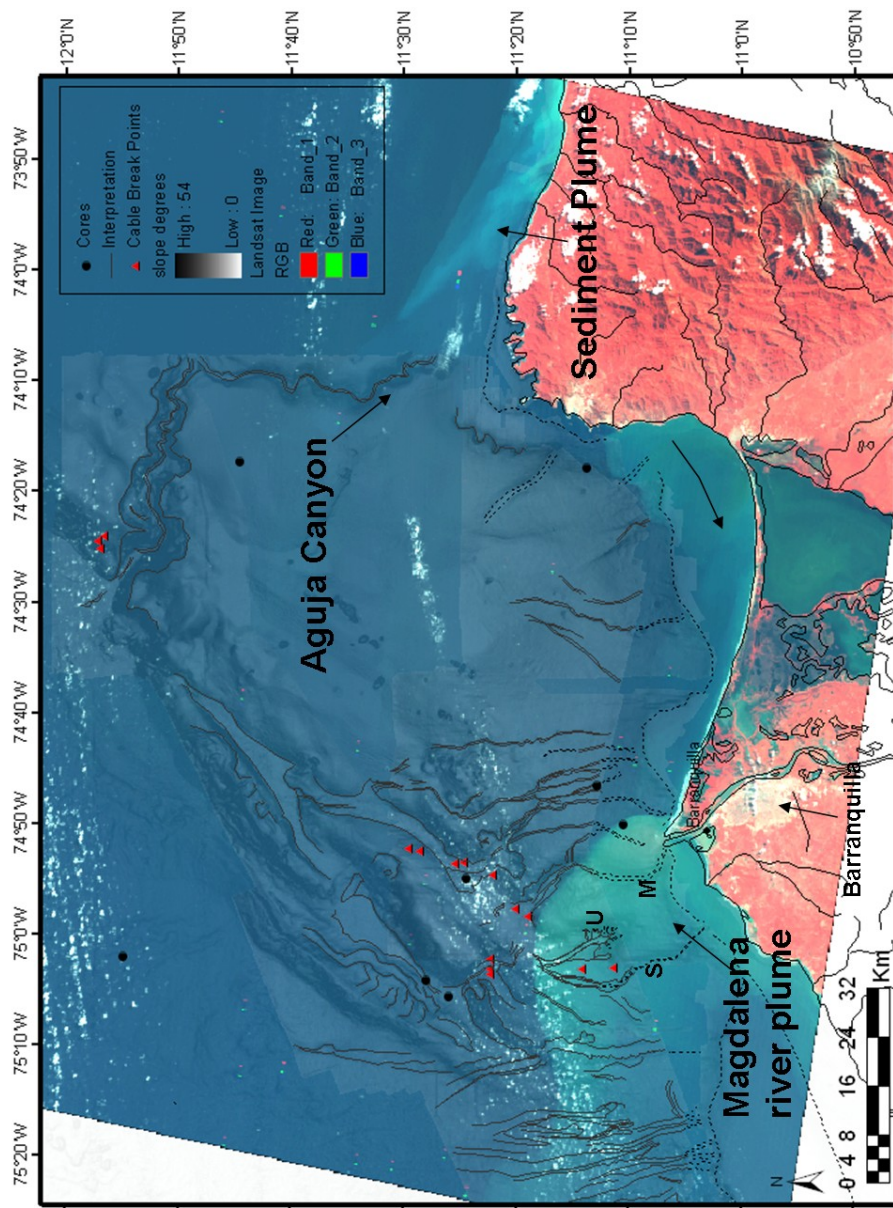 75°20'W
75°10'W
75°0'W
74°50'W
74°40'W
74°30'W
74°20'W
74°10'W
74°0'W
73°50'W
12°0'N
11°50'N
11°40'N
11°30'N
11°20'N
11°10'N
11°0'N
10°50'N
Cores
Interpretation
Cable Break Points
slope degrees
High : 54
Low : 0
Landsat Image
RGB
Red: Band_1
Green: Band_2
Blue: Band_3
Aguja Canyon
Sediment Plume
U
S
M
Magdalena
river plume
Barranquilla
Barranquilla
N
0 4 8 16 24 32
Km